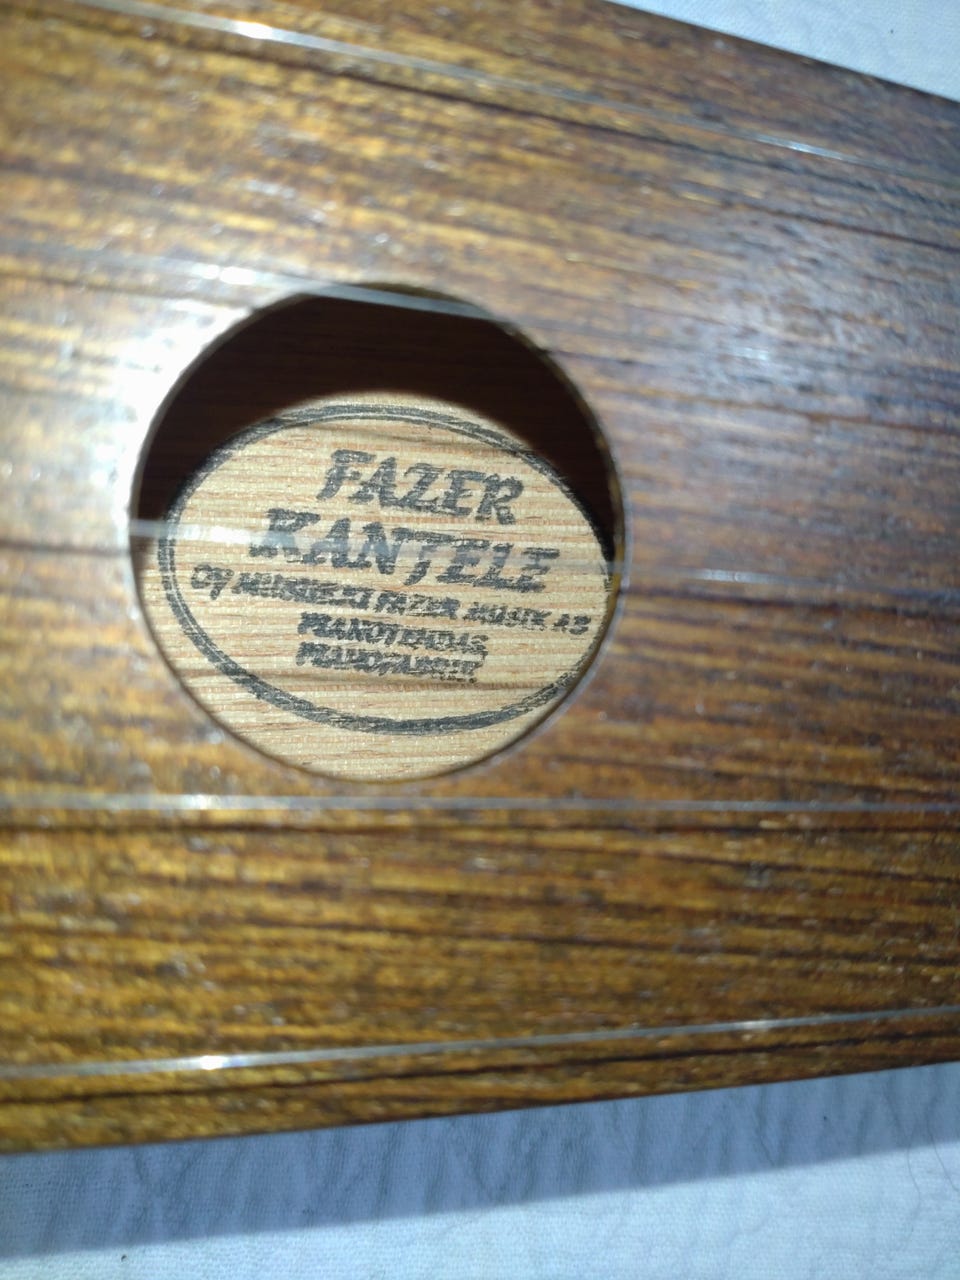 FAZER
KANTELE
OY MUSIIKKI FAZER MUSIK AB
PIANOTEHDAS
PIANOFABRIK